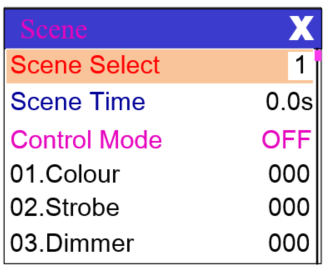 Scene X
Scene Select 1
Scene Time 0.0s
Control Mode OFF
01.Colour 000
02.Strobe 000
03.Dimmer 000